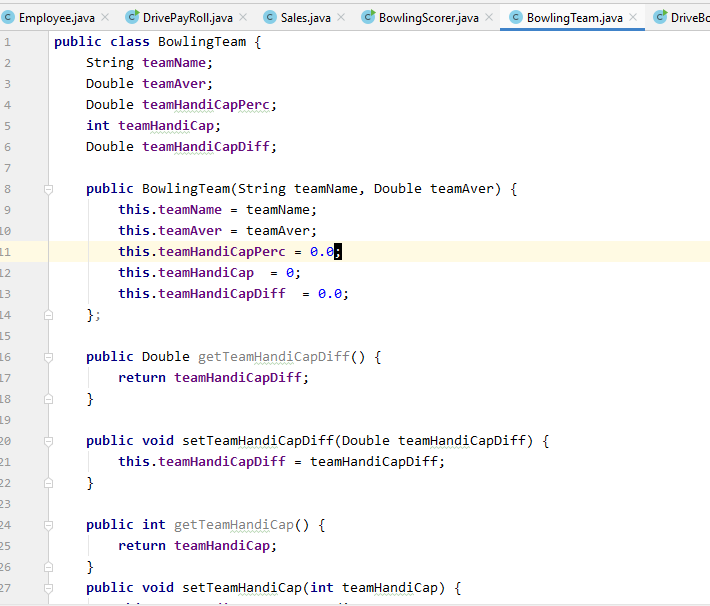 Employee.java DrivePayRoll.java Sales.java BowlingScorer.java BowlingTeam.java DriveBo
1 public class BowlingTeam {
2 String teamName;
3 Double teamAver;
4 Double teamHandiCapPerc;
5 int teamHandiCap;
6 Double teamHandiCapDiff;
7
8 public BowlingTeam(String teamName, Double teamAver) {
9 this.teamName = teamName;
10 this.teamAver = teamAver;
11 this.teamHandiCapPerc = 0.0;
12 this.teamHandiCap  = 0;
13 this.teamHandiCapDiff  = 0.0;
14 };
15
16 public Double getTeamHandiCapDiff() {
17 return teamHandiCapDiff;
18 }
19
20 public void setTeamHandiCapDiff(Double teamHandiCapDiff) {
21 this.teamHandiCapDiff = teamHandiCapDiff;
22 }
23
24 public int getTeamHandiCap() {
25 return teamHandiCap;
26 }
27 public void setTeamHandiCap(int teamHandiCap) {